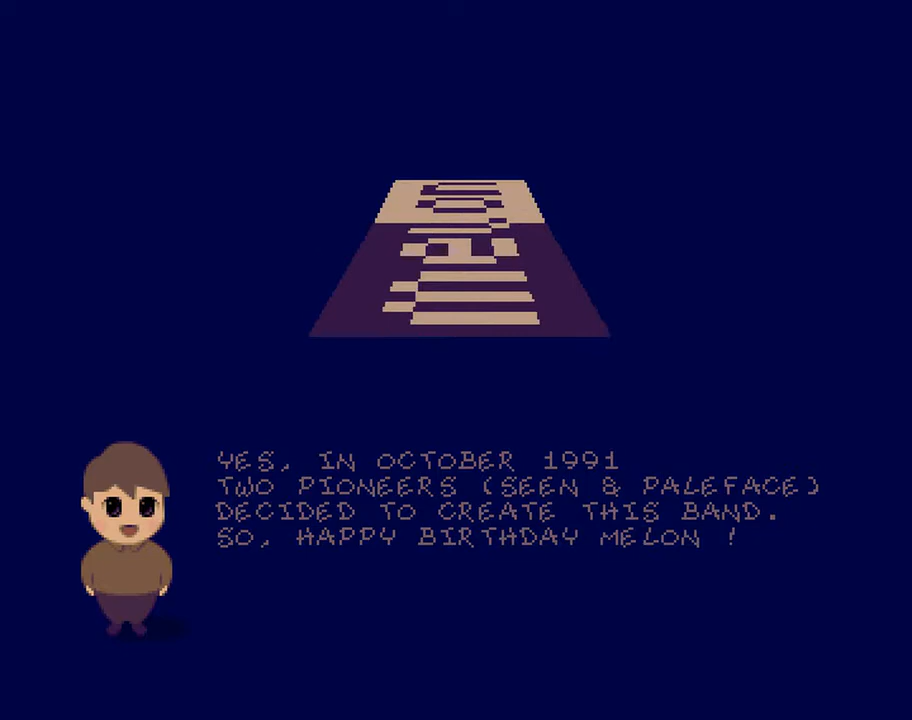 YES, IN OCTOBER 1991
TWO PIONEERS (SEEN & PALEFACE)
DECIDED TO CREATE THIS BAND.
SO, HAPPY BIRTHDAY MELON !